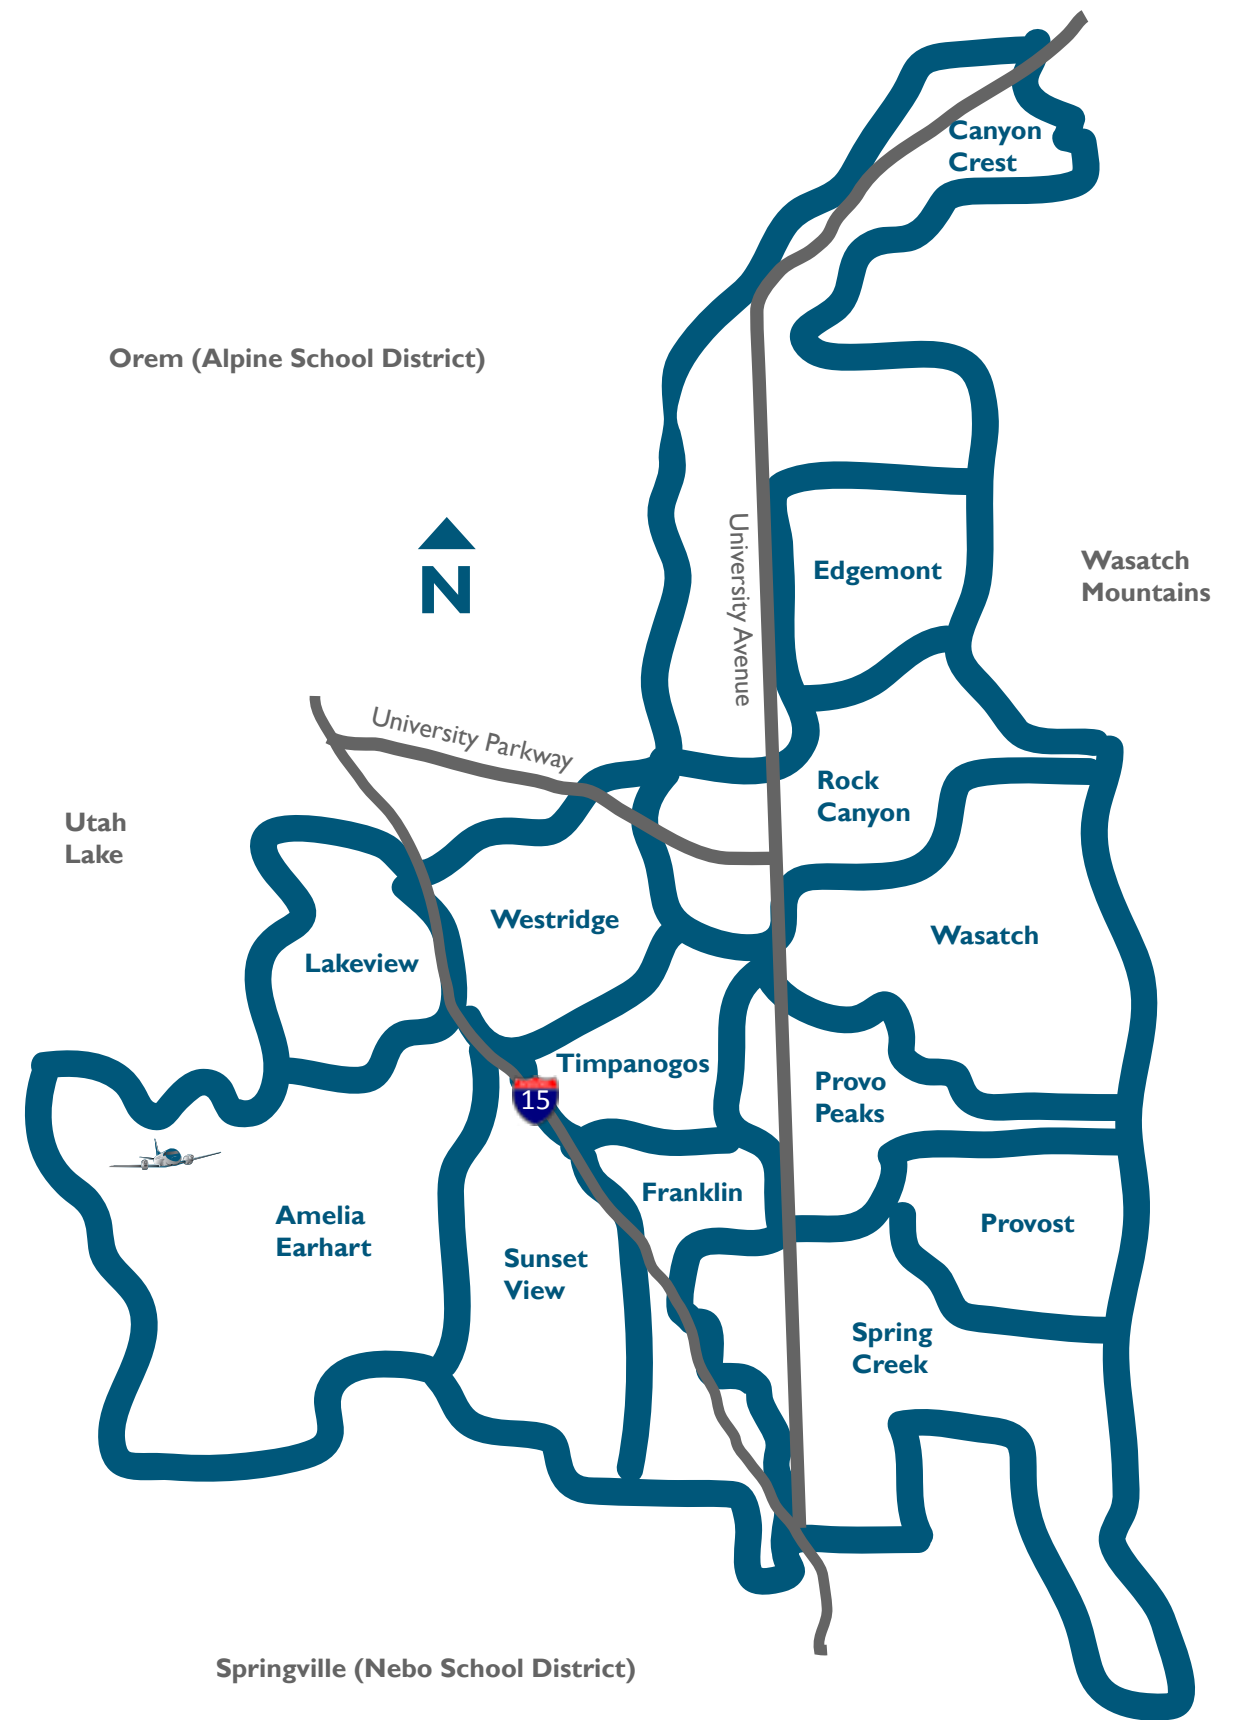 Canyon
Crest
Orem (Alpine School District)
N
University Avenue
Edgemont
Wasatch
Mountains
University Parkway
Rock
Canyon
Utah
Lake
Westridge
Wasatch
Lakeview
Timpanogos
Provo
Peaks
15
Franklin
Amelia
Earhart
Provost
Sunset
View
Spring
Creek
Springville (Nebo School District)